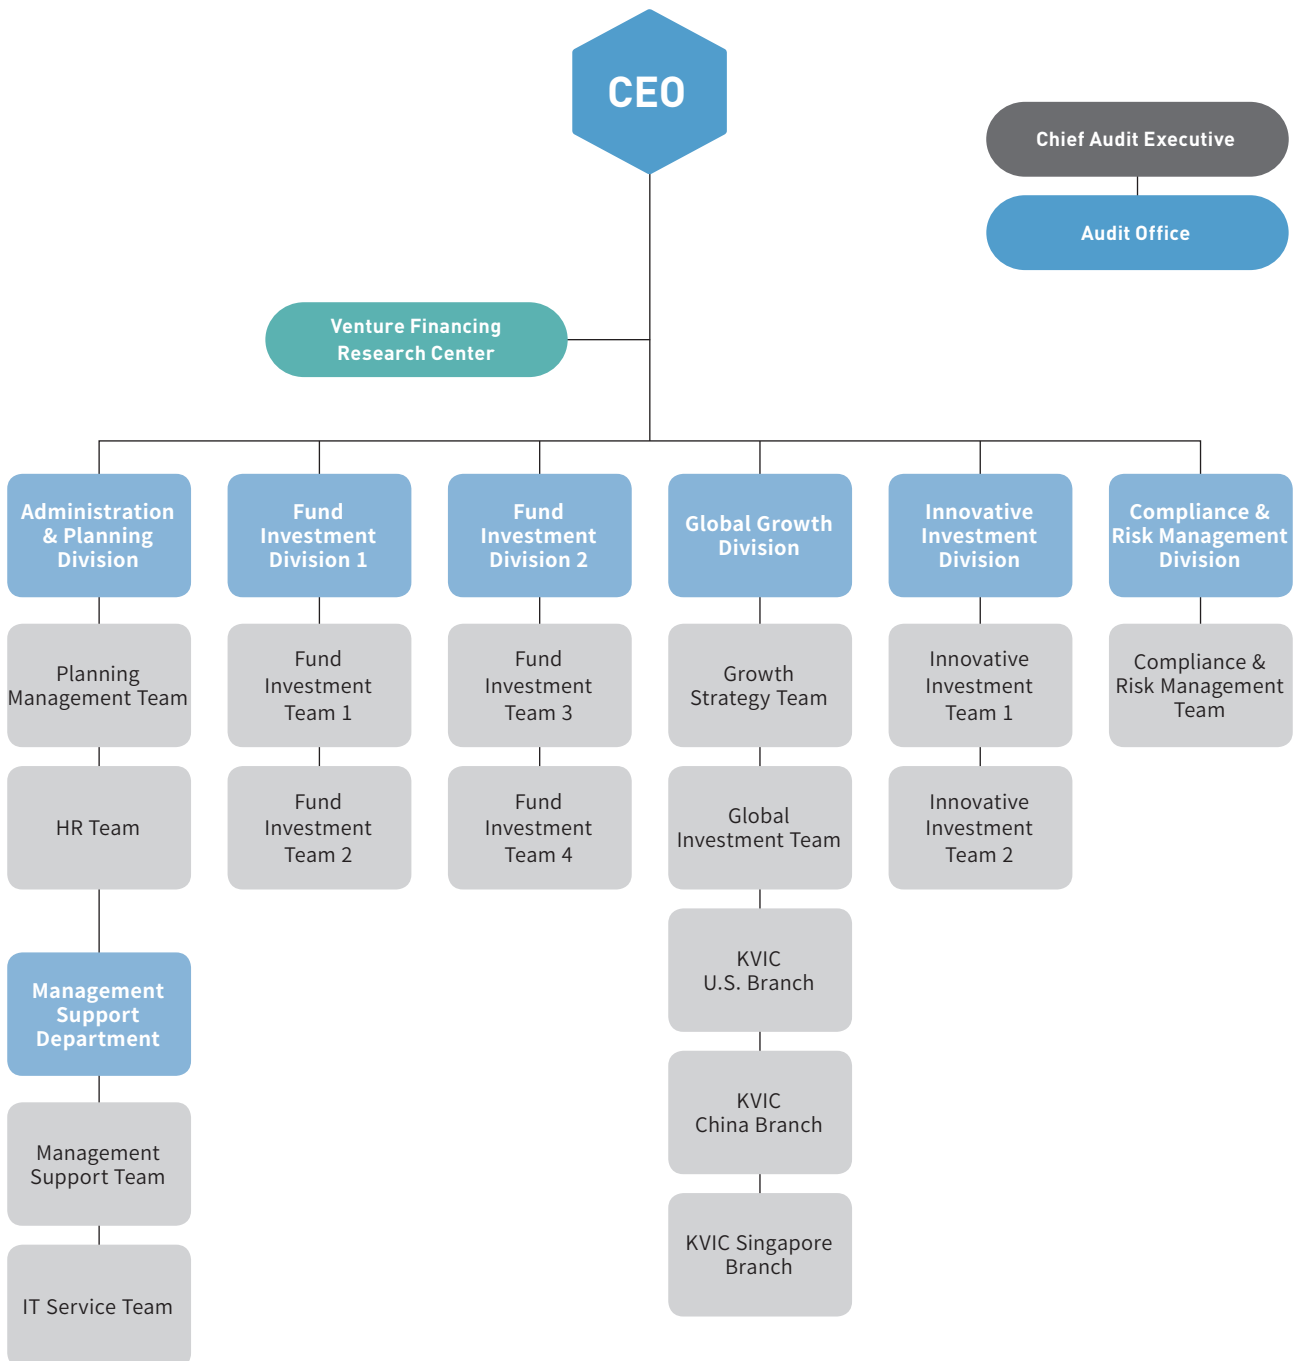 CEO
Chief Audit Executive
Audit Office
Venture Financing
Research Center
Administration
& Planning
Division
Fund
Investment
Division 1
Fund
Investment
Division 2
Global Growth
Division
Innovative
Investment
Division
Compliance &
Risk Management
Division
Planning
Management Team
Fund
Investment
Team 1
Fund
Investment
Team 3
Growth
Strategy Team
Innovative
Investment
Team 1
Compliance &
Risk Management
Team
HR Team
Fund
Investment
Team 2
Fund
Investment
Team 4
Global
Investment Team
Innovative
Investment
Team 2
KVIC
U.S. Branch
Management
Support
Department
KVIC
China Branch
Management
Support Team
KVIC Singapore
Branch
IT Service Team